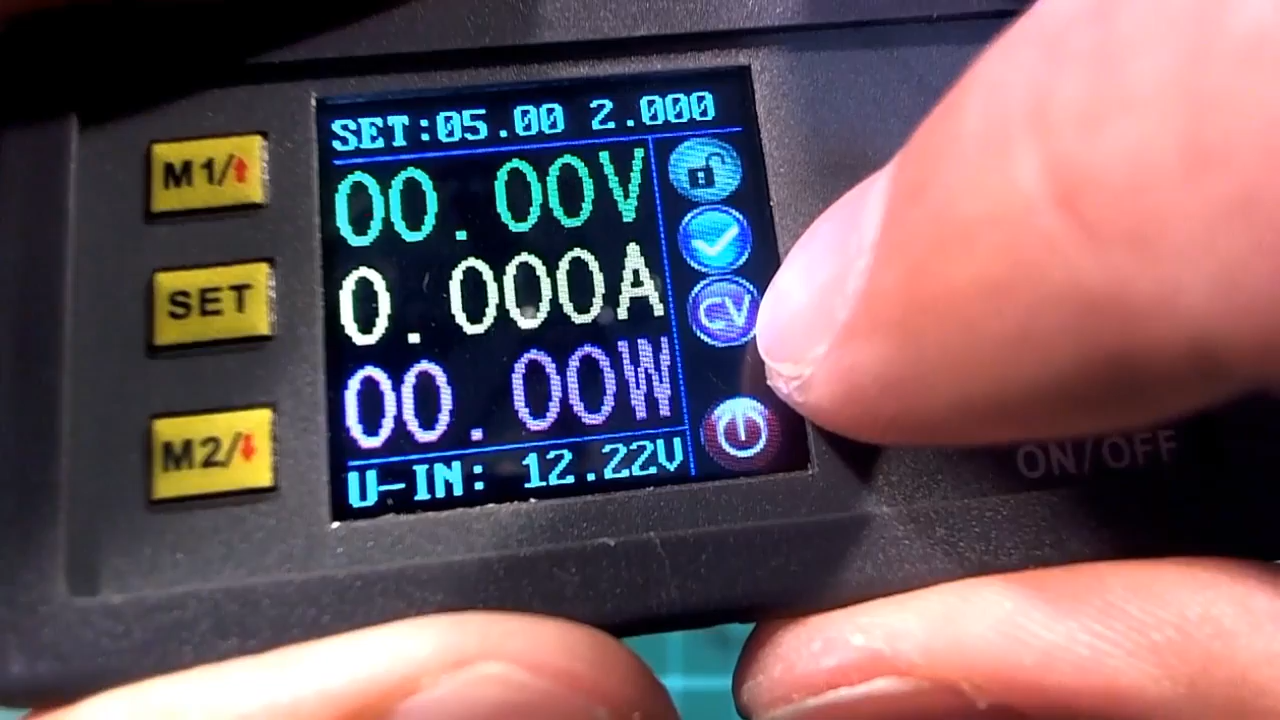 SET:05.00 2.000
M1/
00.00V
SET
0.000A
CV
M2/
00.00W
U-IN: 12.22V
ON/OFF